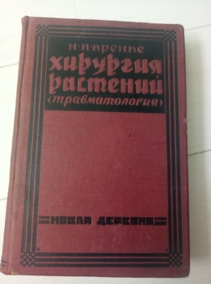 Н.П.КРЕНКЕ
ХИРУРГИЯ
РАСТЕНИЙ
(травматология)
НОВАЯ ДЕРЕВНЯ